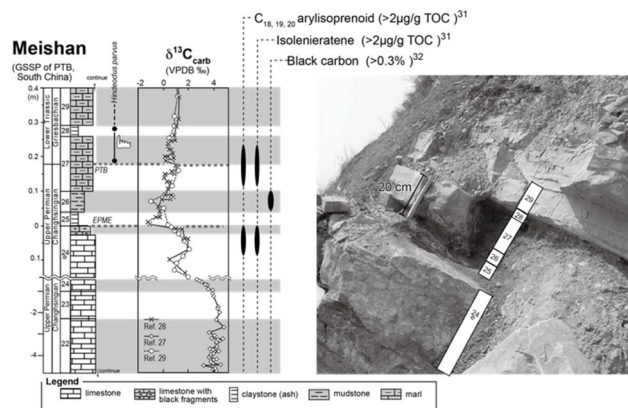 C18, 19, 20 arylisoprenoid (>2μg/g TOC )31
Isolenieratene (>2μg/g TOC )31
Black carbon (>0.3%)32
Meishan
(GSSP of PTB,
South China)
δ13Ccarb
(VPDB ‰)
continue
Hindeodus parvus
-2 0 2 4
0.4
(m)
0.3
0.2
0.1
0
-2
-4
Lower Triassic
Griesbachian
Upper Permian
Changhsingian
Upper Permian
Changhsingian
29
28
27
26
25
24
24
23
22
PTB
EPME
Ref. 28
Ref. 27
Ref. 29
continue
20 cm
29
28
27
26
25
24
Legend
limestone
limestone with
black fragments
claystone (ash)
mudstone
marl